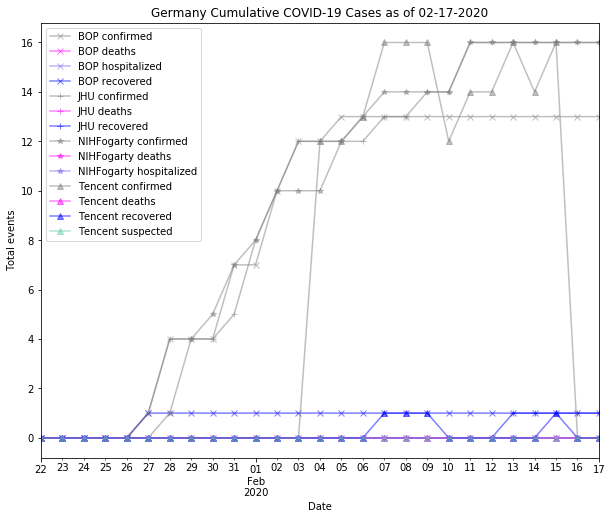 Germany Cumulative COVID-19 Cases as of 02-17-2020
BOP confirmed
BOP deaths
BOP hospitalized
BOP recovered
JHU confirmed
JHU deaths
JHU recovered
NIHFogarty confirmed
NIHFogarty deaths
NIHFogarty hospitalized
Tencent confirmed
Tencent deaths
Tencent recovered
Tencent suspected
Total events
16
14
12
10
8
6
4
2
0
22 23 24 25 26 27 28 29 30 31 01 02 03 04 05 06 07 08 09 10 11 12 13 14 15 16 17
Feb
2020
Date